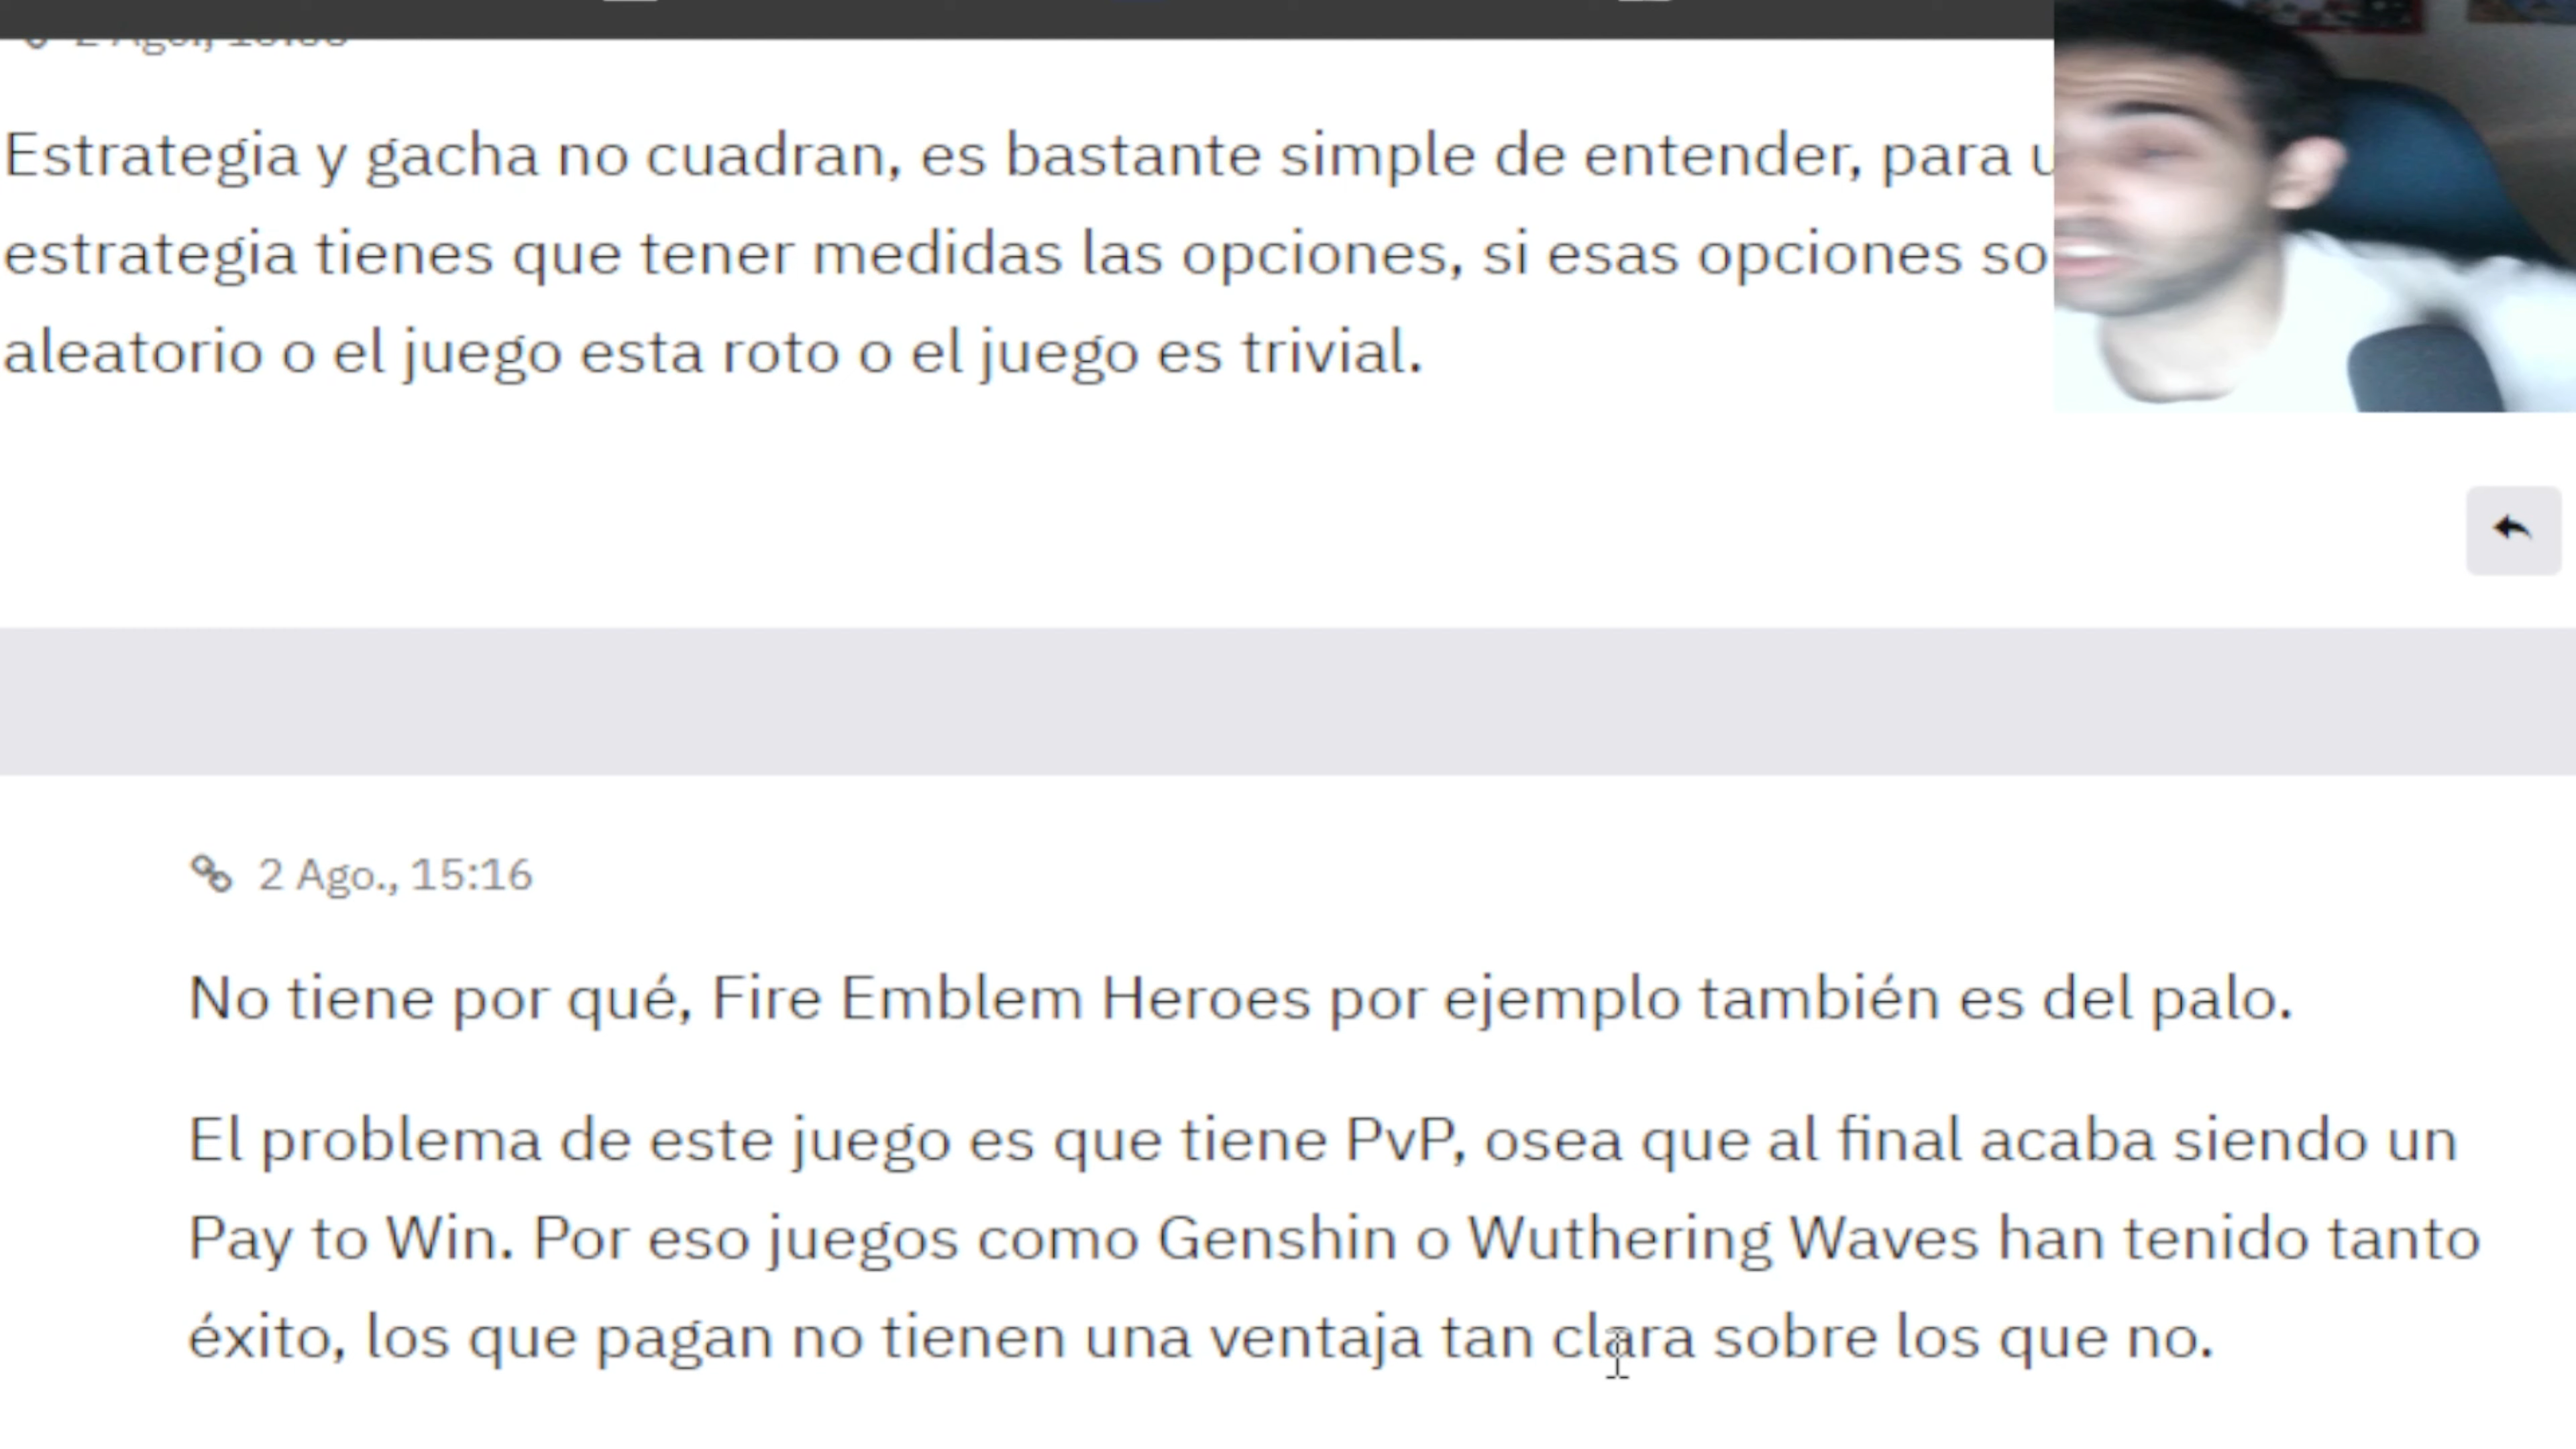 Estrategia y gacha no cuadran, es bastante simple de entender, para
estrategia tienes que tener medidas las opciones, si esas opciones
aleatorio o el juego esta roto o el juego es trivial.
2 Ago., 15:16
No tiene por qué, Fire Emblem Heroes por ejemplo también es del palo.
El problema de este juego es que tiene PvP, osea que al final acaba siendo un
Pay to Win. Por eso juegos como Genshin o Wuthering Waves han tenido tanto
éxito, los que pagan no tienen una ventaja tan clara sobre los que no.